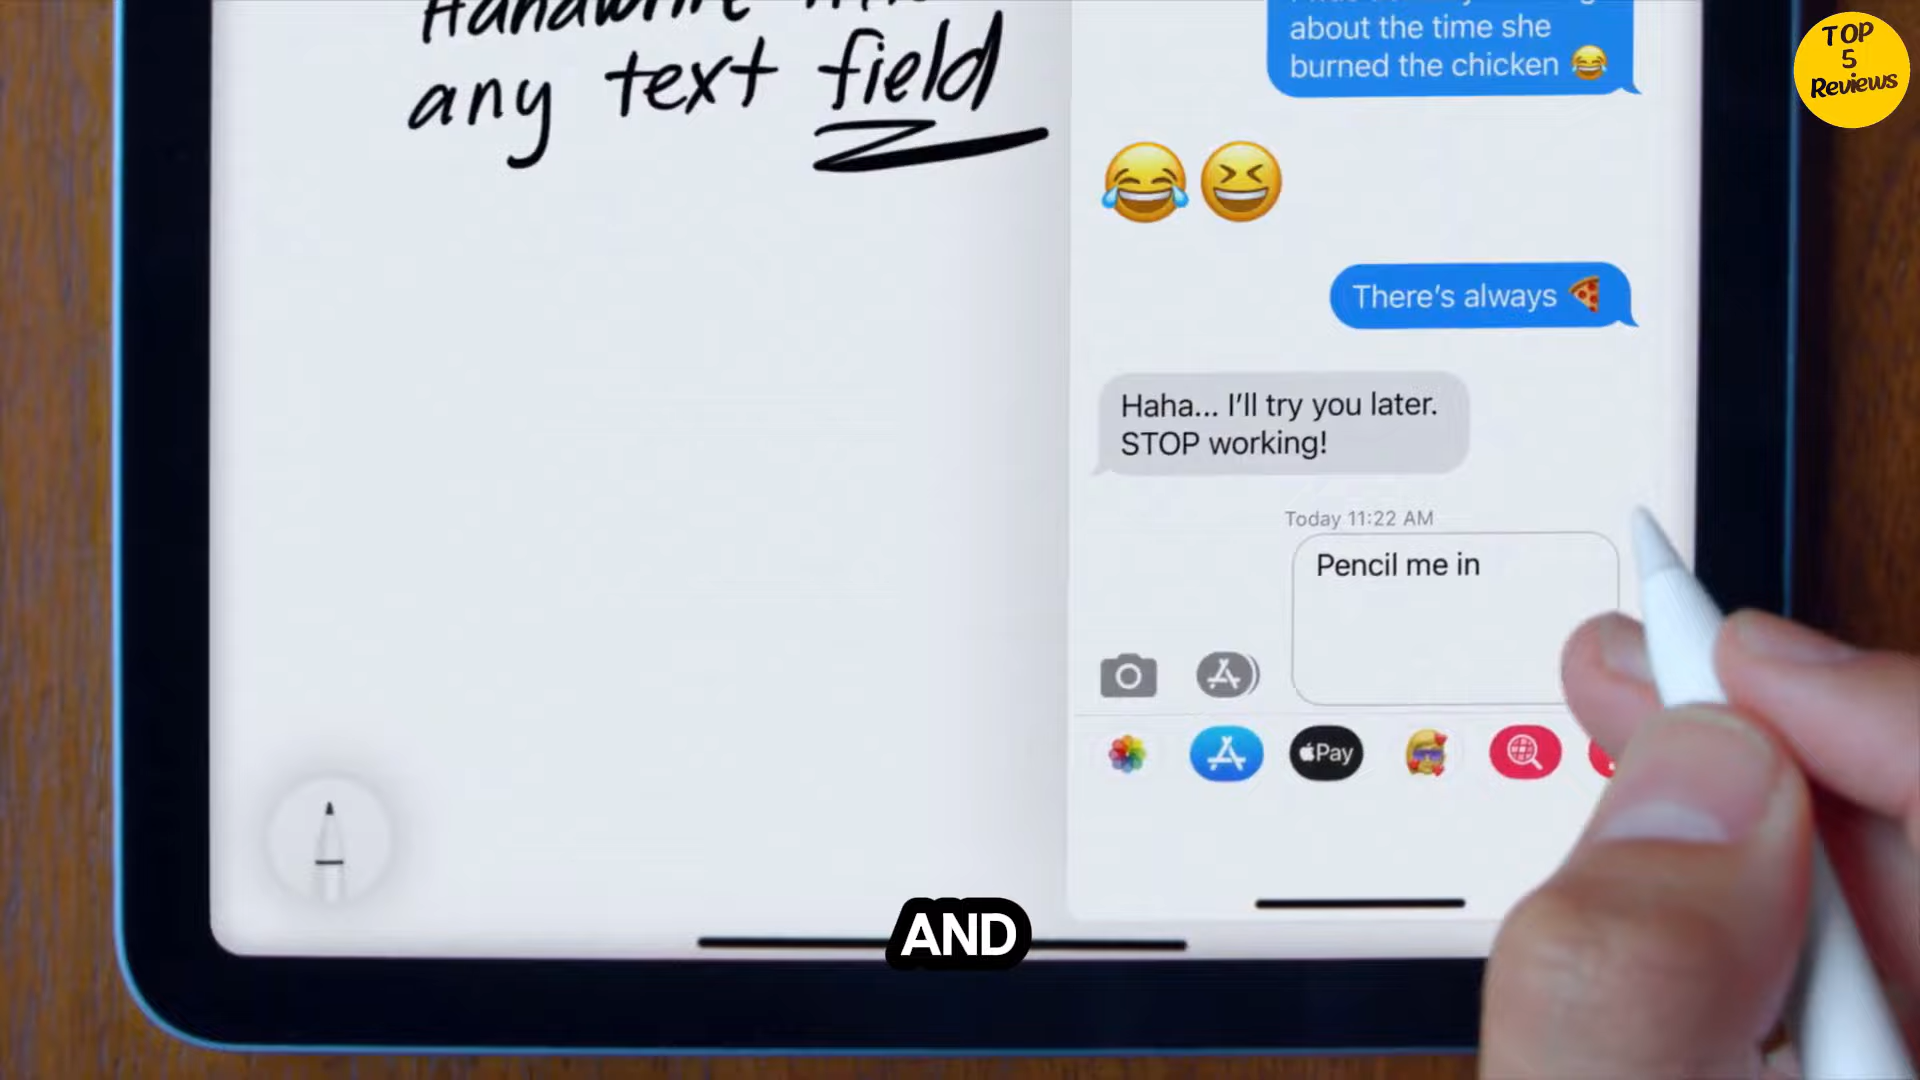 any text field
about the time she
burned the chicken 😂
😂😆
There's always 🍕
Haha... I'll try you later.
STOP working!
Today 11:22 AM
Pencil me in
Pay
AND
TOP
5
Reviews